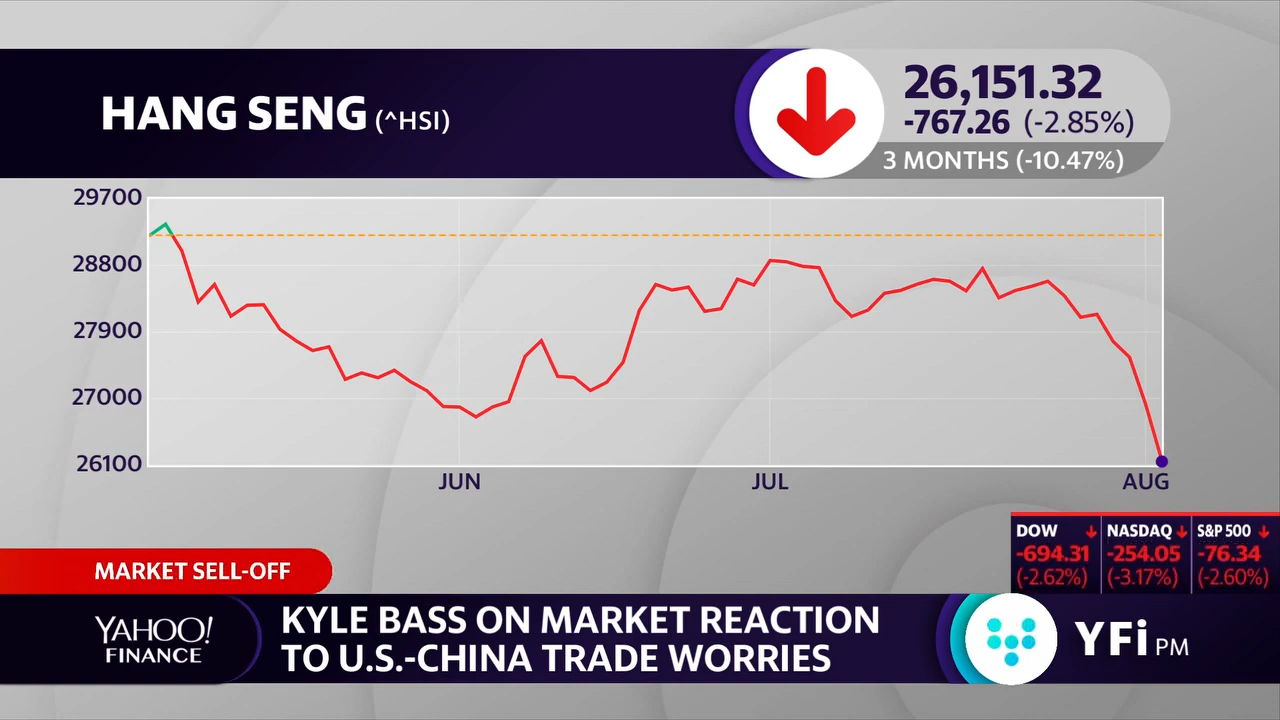 HANG SENG (^HSI)
26,151.32
-767.26 (-2.85%)
3 MONTHS (-10.47%)
29700
28800
27900
27000
26100
JUN
JUL
AUG
DOW
-694.31
(-2.62%)
NASDAQ
-254.05
(-3.17%)
S&P 500
-76.34
(-2.60%)
MARKET SELL-OFF
YAHOO!
FINANCE
KYLE BASS ON MARKET REACTION
TO U.S.-CHINA TRADE WORRIES
YFi PM